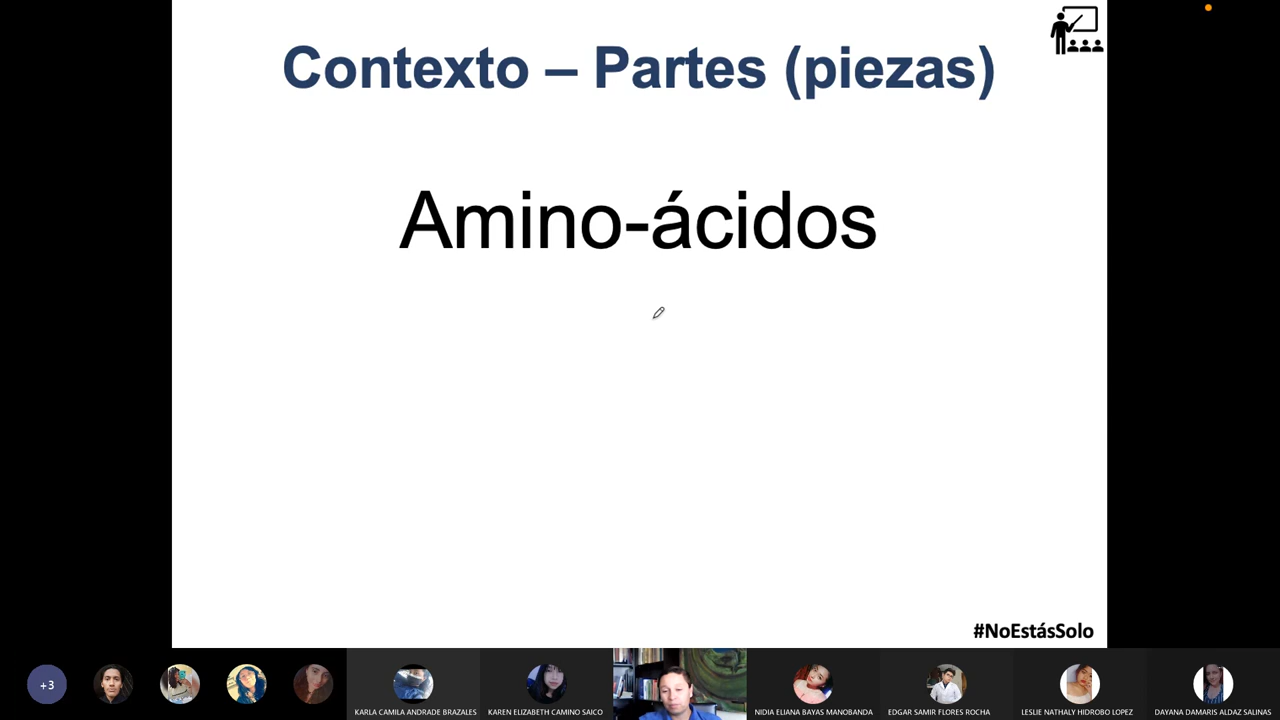 Contexto – Partes (piezas)
Amino-ácidos
#NoEstásSolo
+3
KARLA CAMILA ANDRADE BRAZALES
KAREN ELIZABETH CAMINO SAICO
NIDIA ELIANA BAYAS MANOBANDA
EDGAR SAMIR FLORES ROCHA
LESLIE NATHALY HIDROBO LOPEZ
DAYANA DAMARIS ALDAZ SALINAS